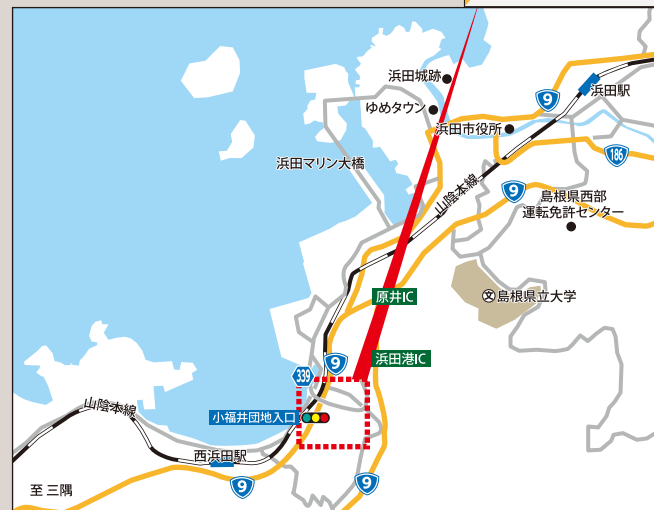 浜田城跡
ゆめタウン
9
浜田駅
浜田市役所
186
浜田マリン大橋
山陰本線
9
島根県西部
運転免許センター
原井IC
島根県立大学
文
浜田港IC
9
339
山陰本線
小福井団地入口
西浜田駅
至 三隅
9
9